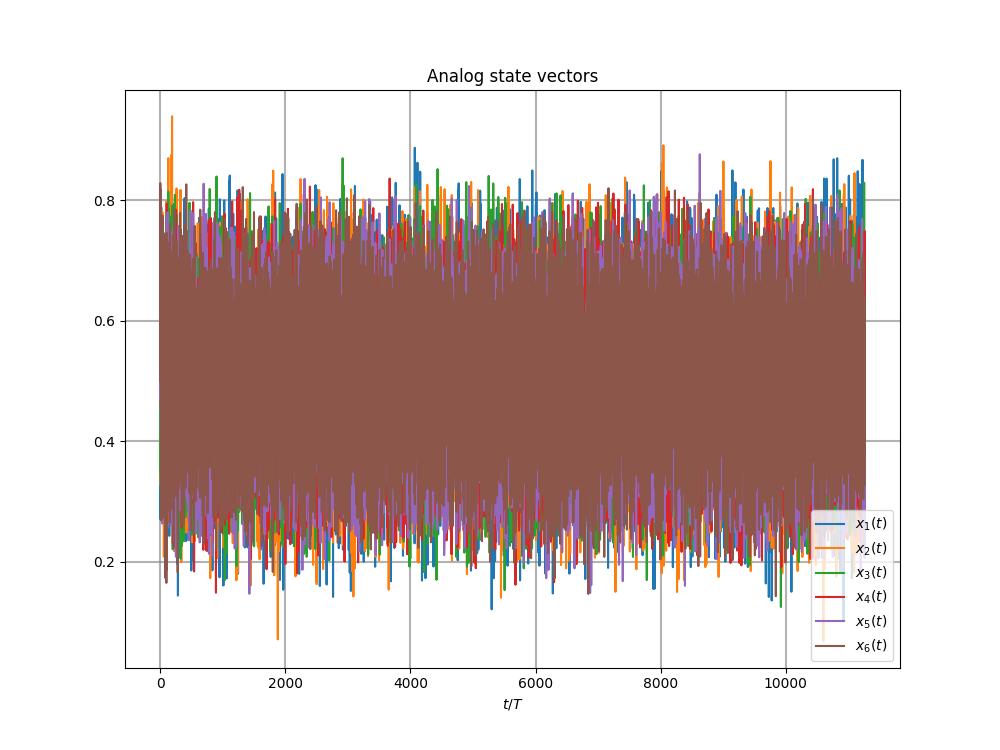 Analog state vectors
0.8
0.6
0.4
0.2
0 2000 4000 6000 8000 10000
t/T
x₁(t)
x₂(t)
x₃(t)
x₄(t)
x₅(t)
x₆(t)